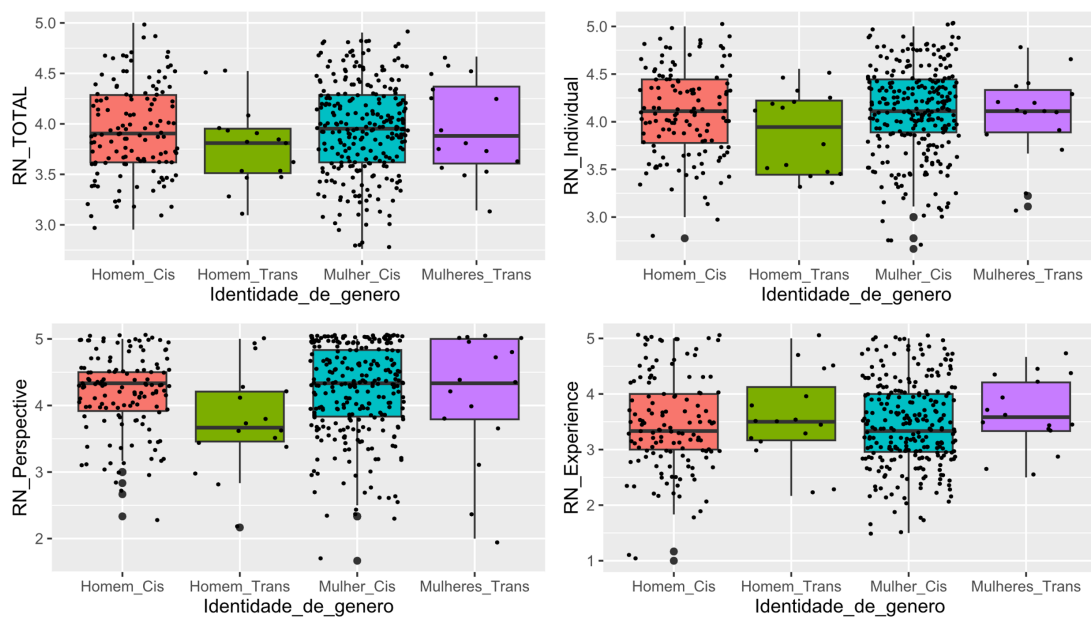 RN_TOTAL
5.0
4.5
4.0
3.5
3.0
Homem_Cis Homem_Trans Mulher_Cis Mulheres_Trans
Identidade_de_genero
RN_Individual
5.0
4.5
4.0
3.5
3.0
Homem_Cis Homem_Trans Mulher_Cis Mulheres_Trans
Identidade_de_genero
RN_Perspective
5
4
3
2
Homem_Cis Homem_Trans Mulher_Cis Mulheres_Trans
Identidade_de_genero
RN_Experience
5
4
3
2
1
Homem_Cis Homem_Trans Mulher_Cis Mulheres_Trans
Identidade_de_genero